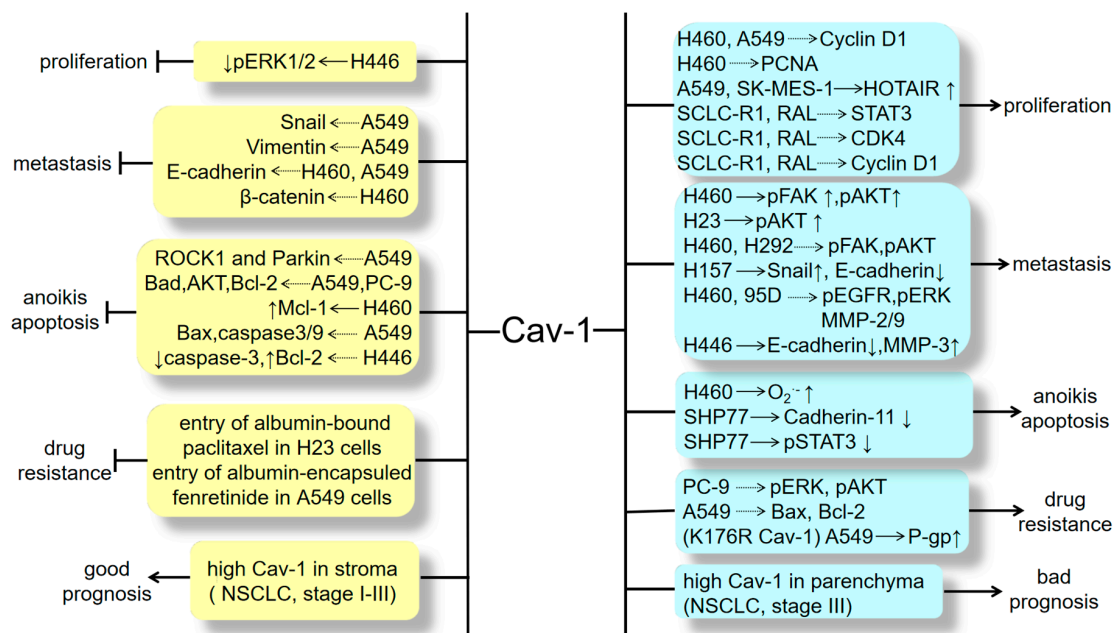 proliferation
↓pERK1/2 ← H446
metastasis
Snail ← A549
Vimentin ← A549
E-cadherin ← H460, A549
β-catenin ← H460
anoikis
apoptosis
ROCK1 and Parkin ← A549
Bad,AKT,Bcl-2 ← A549,PC-9
↑Mcl-1 ← H460
Bax,caspase3/9 ← A549
↓caspase-3,↑Bcl-2 ← H446
drug
resistance
entry of albumin-bound
paclitaxel in H23 cells
entry of albumin-encapsuled
fenretinide in A549 cells
good
prognosis
high Cav-1 in stroma
( NSCLC, stage I-III)
Cav-1
H460, A549 → Cyclin D1
H460 → PCNA
A549, SK-MES-1 → HOTAIR ↑
SCLC-R1, RAL → STAT3
SCLC-R1, RAL → CDK4
SCLC-R1, RAL → Cyclin D1
proliferation
H460 → pFAK ↑,pAKT↑
H23 → pAKT ↑
H460, H292 → pFAK,pAKT
H157 → Snail↑, E-cadherin↓
H460, 95D → pEGFR,pERK
MMP-2/9
H446 → E-cadherin↓,MMP-3↑
metastasis
H460 → O₂·⁻ ↑
SHP77 → Cadherin-11 ↓
SHP77 → pSTAT3 ↓
anoikis
apoptosis
PC-9 → pERK, pAKT
A549 → Bax, Bcl-2
(K176R Cav-1) A549 → P-gp↑
drug
resistance
high Cav-1 in parenchyma
(NSCLC, stage III)
bad
prognosis